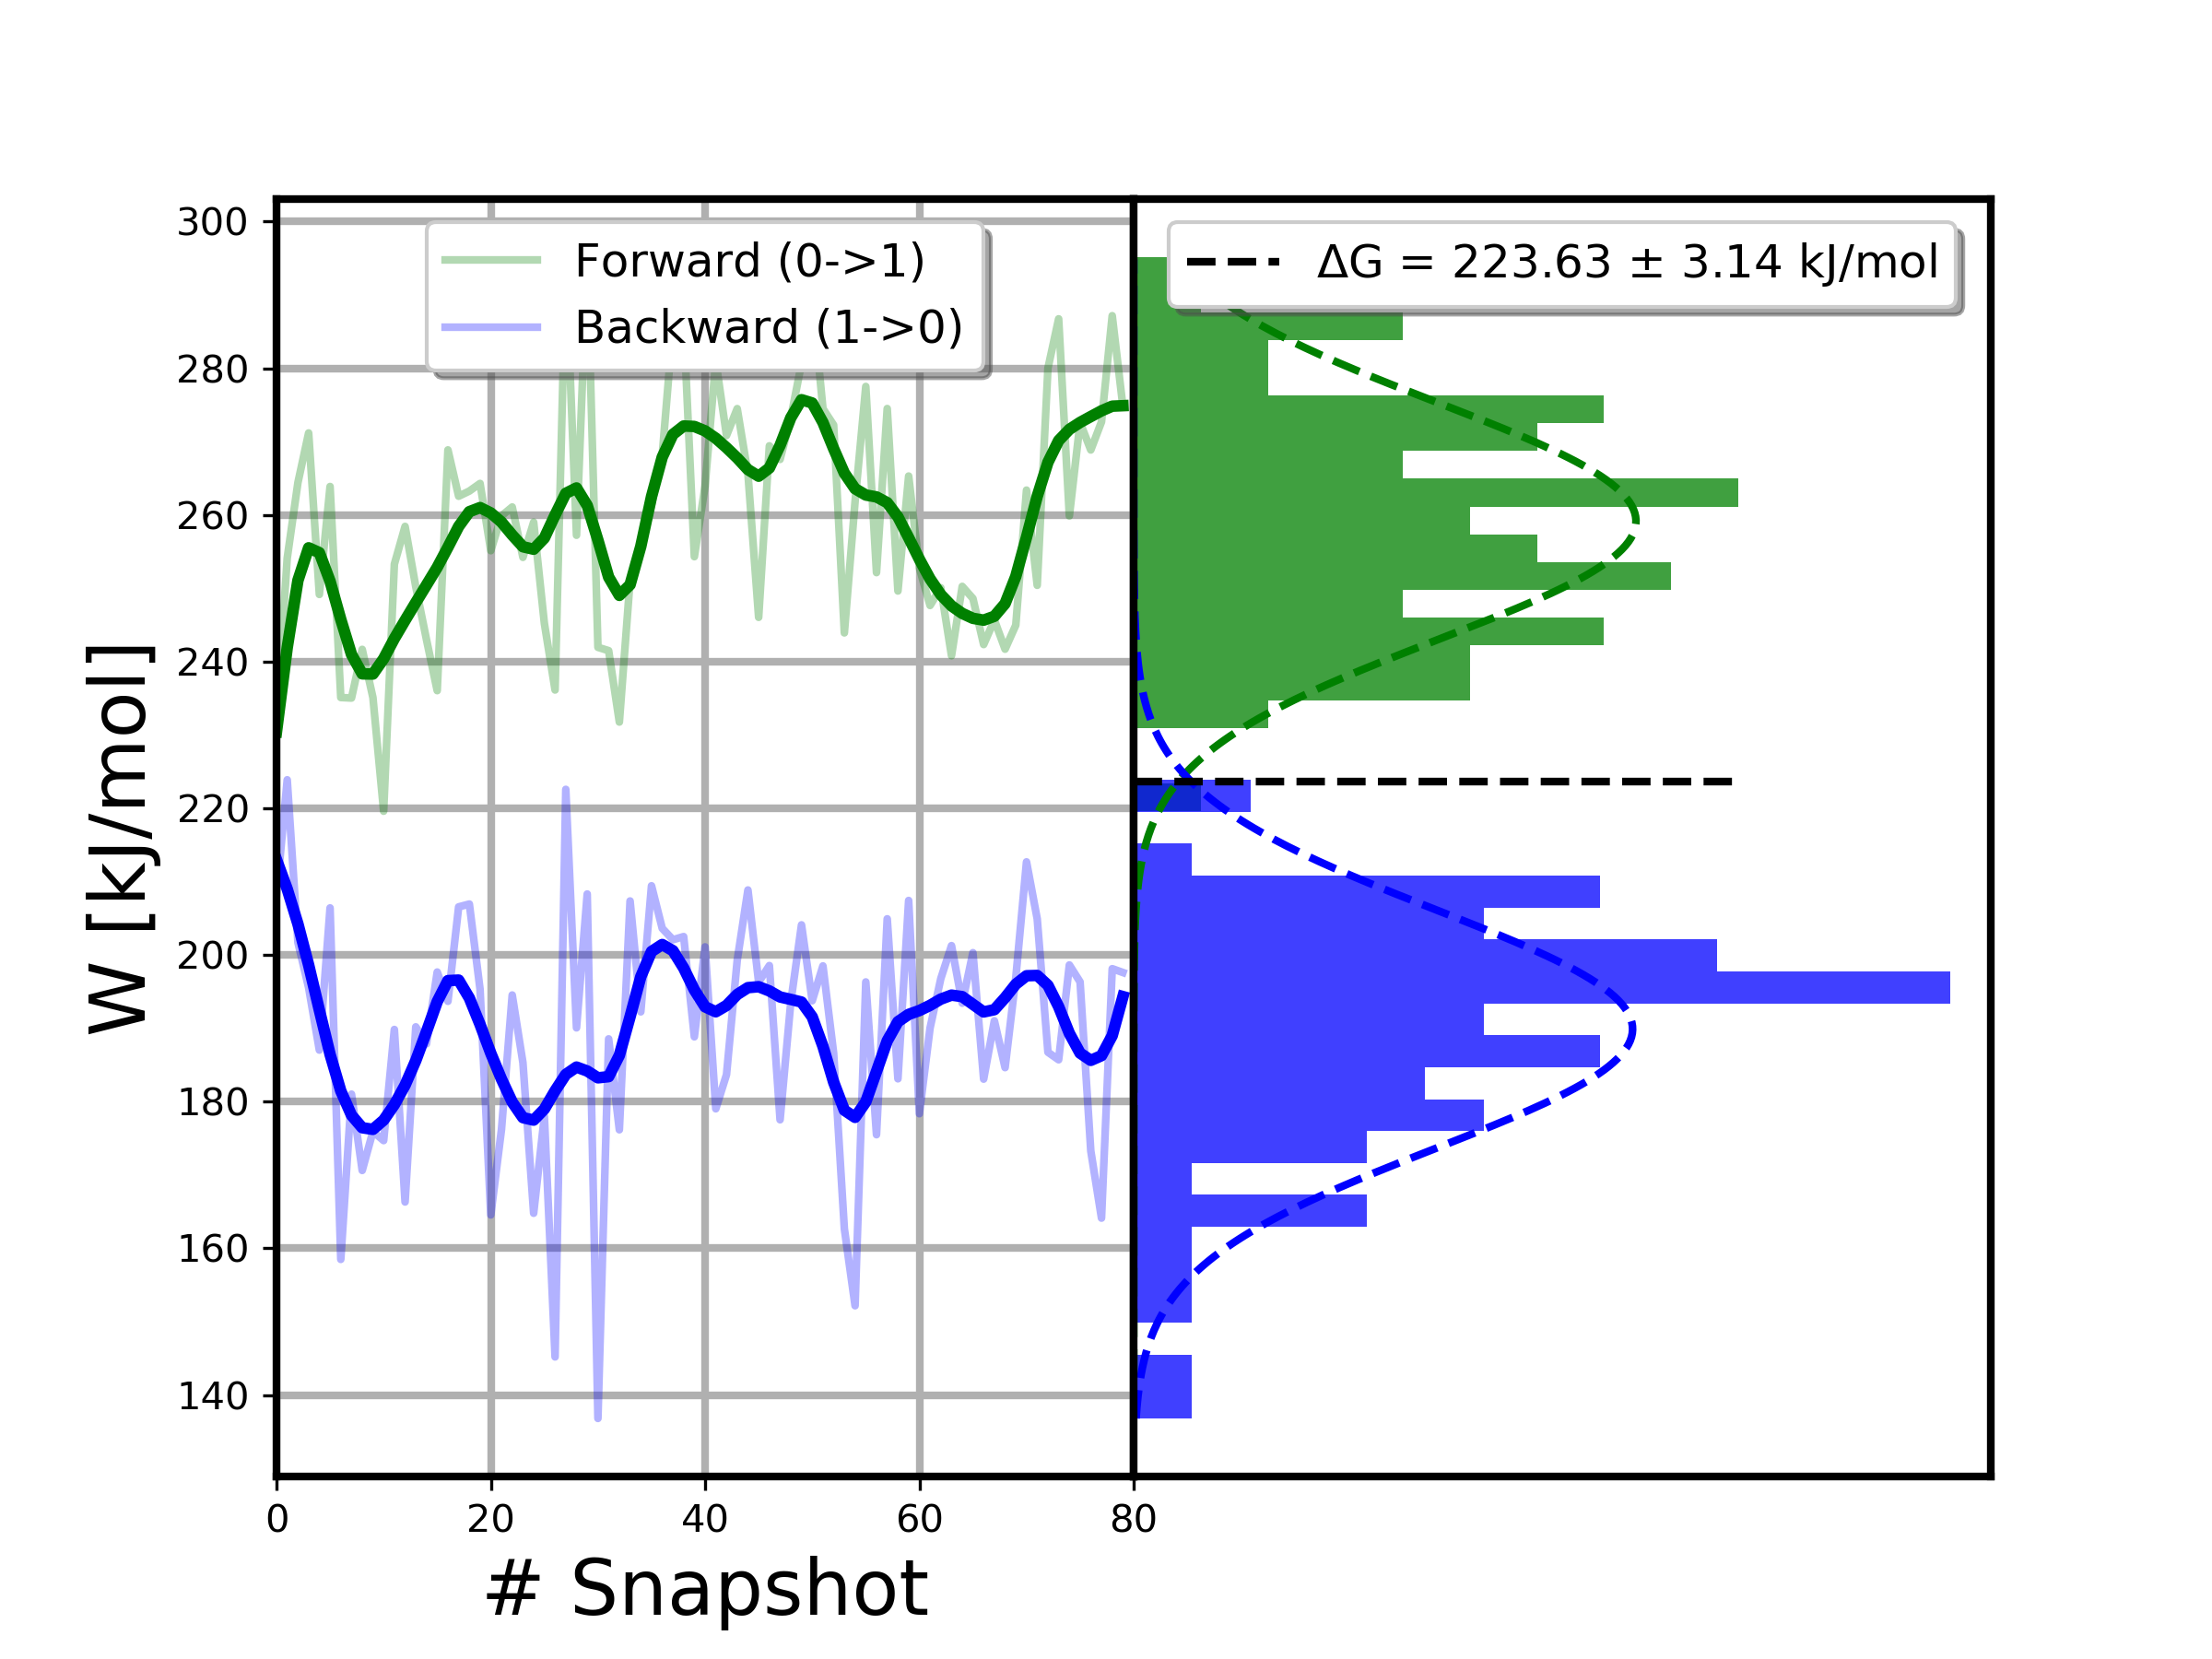 Forward (0->1)
Backward (1->0)
ΔG = 223.63 ± 3.14 kJ/mol
W [kJ/mol]
300
280
260
240
220
200
180
160
140
0 20 40 60 80
# Snapshot